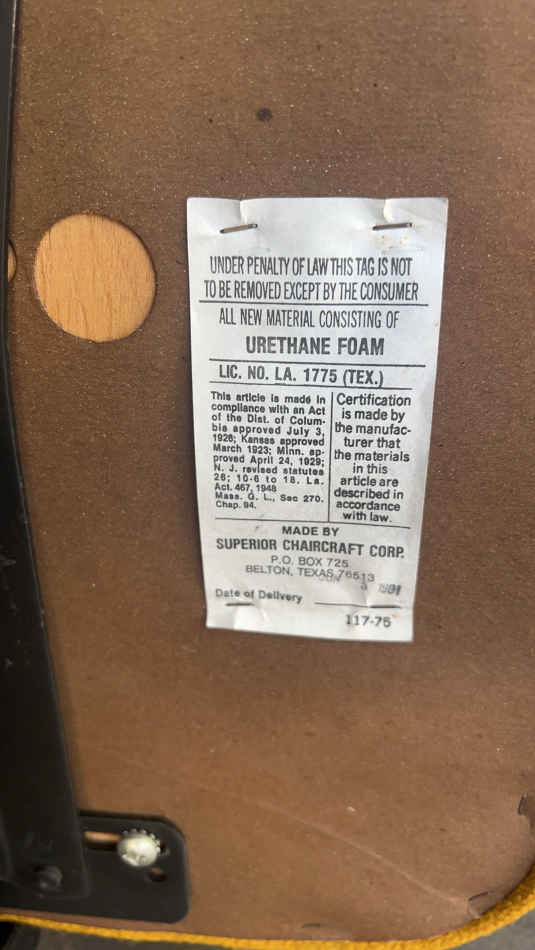 UNDER PENALTY OF LAW THIS TAG IS NOT
TO BE REMOVED EXCEPT BY THE CONSUMER
ALL NEW MATERIAL CONSISTING OF
URETHANE FOAM
LIC. NO. LA. 1775 (TEX.)
This article is made in
compliance with an Act
of the Dist. of Colum-
bia approved July 3,
1926; Kansas approved
March 1923; Minn. ap-
proved April 24, 1929;
N. J. revised statutes
26; 10-6 to 18. La.
Act. 467, 1948
Mass. G. L., Sec 270.
Chap. 94.
Certification
is made by
the manufac-
turer that
the materials
in this
article are
described in
accordance
with law.
MADE BY
SUPERIOR CHAIRCRAFT CORP.
P.O. BOX 725
BELTON, TEXAS 76513
Date of Delivery
117-75